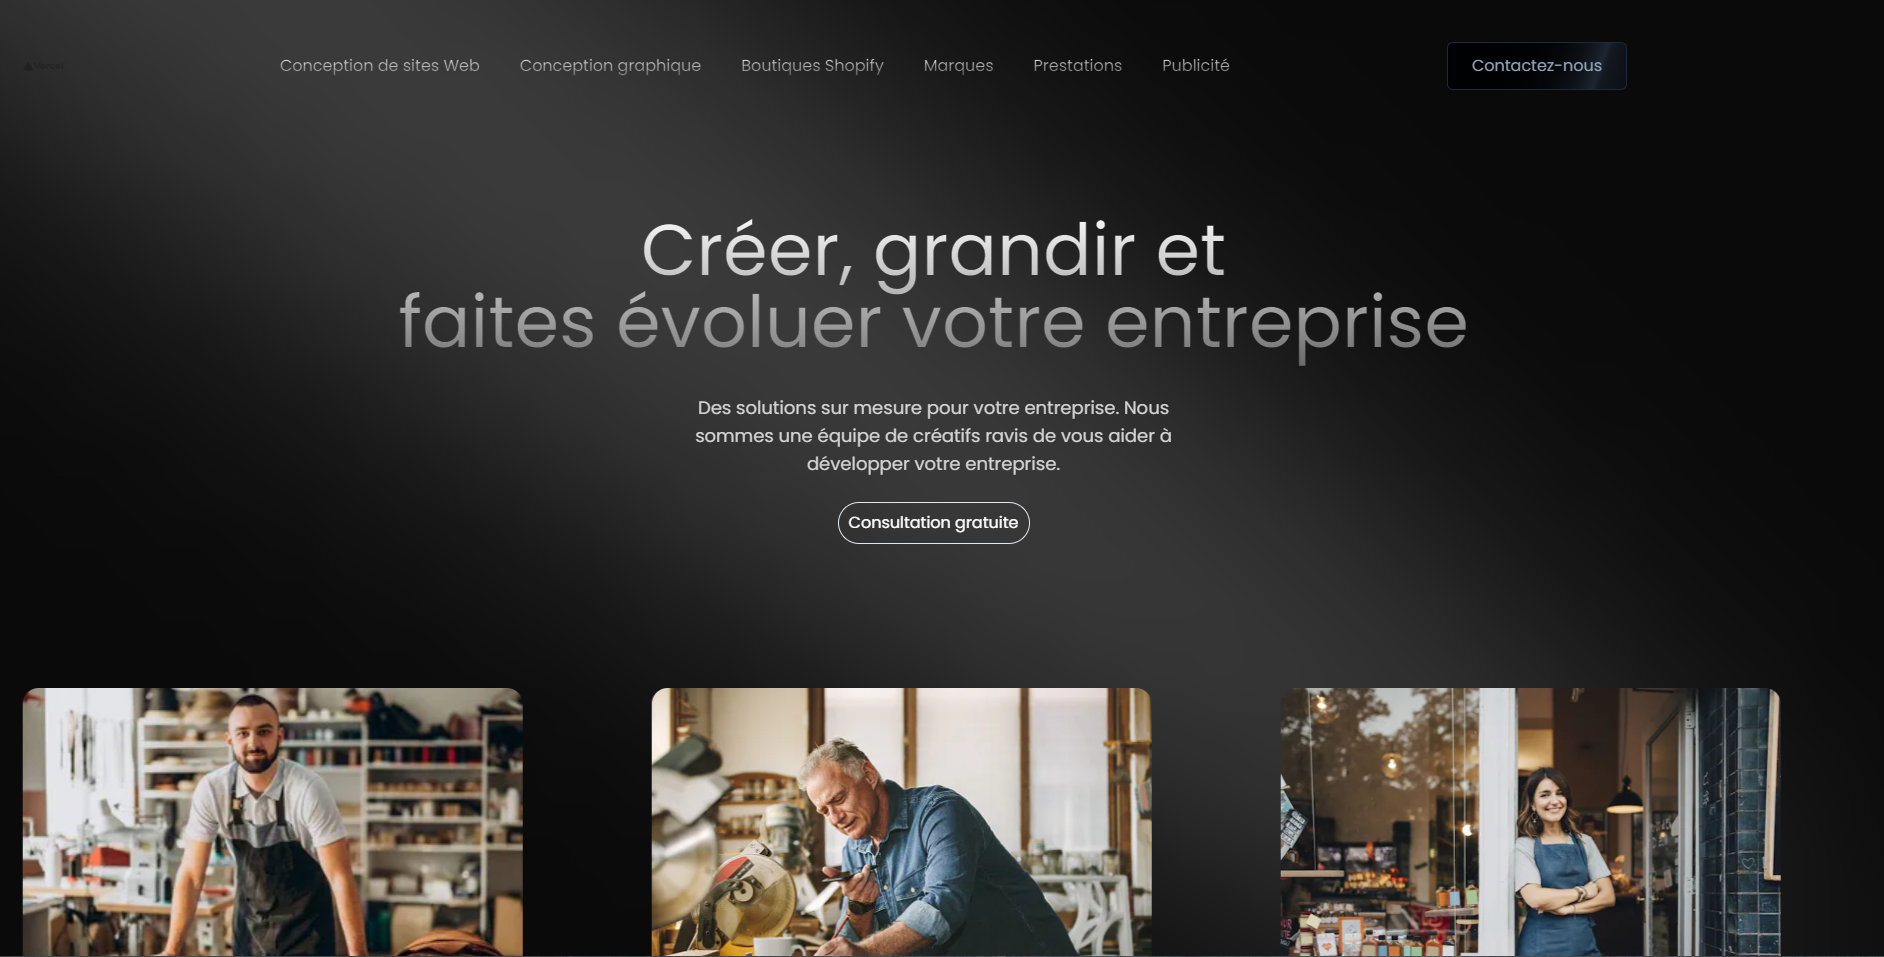 Vercel
Conception de sites Web
Conception graphique
Boutiques Shopify
Marques
Prestations
Publicité
Contactez-nous
Créer, grandir et
faites évoluer votre entreprise
Des solutions sur mesure pour votre entreprise. Nous
sommes une équipe de créatifs ravis de vous aider à
développer votre entreprise.
Consultation gratuite